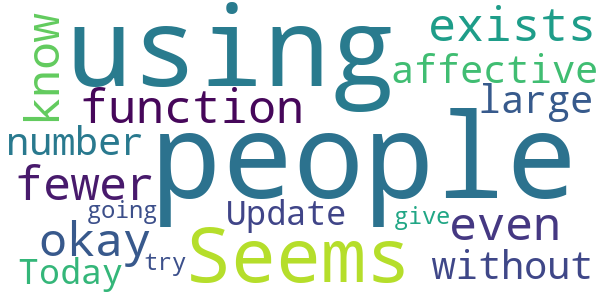 using
exists
know
affective
function
large
number
people
fewer
even
Update
give
going
okay
Seems
without
Today
try